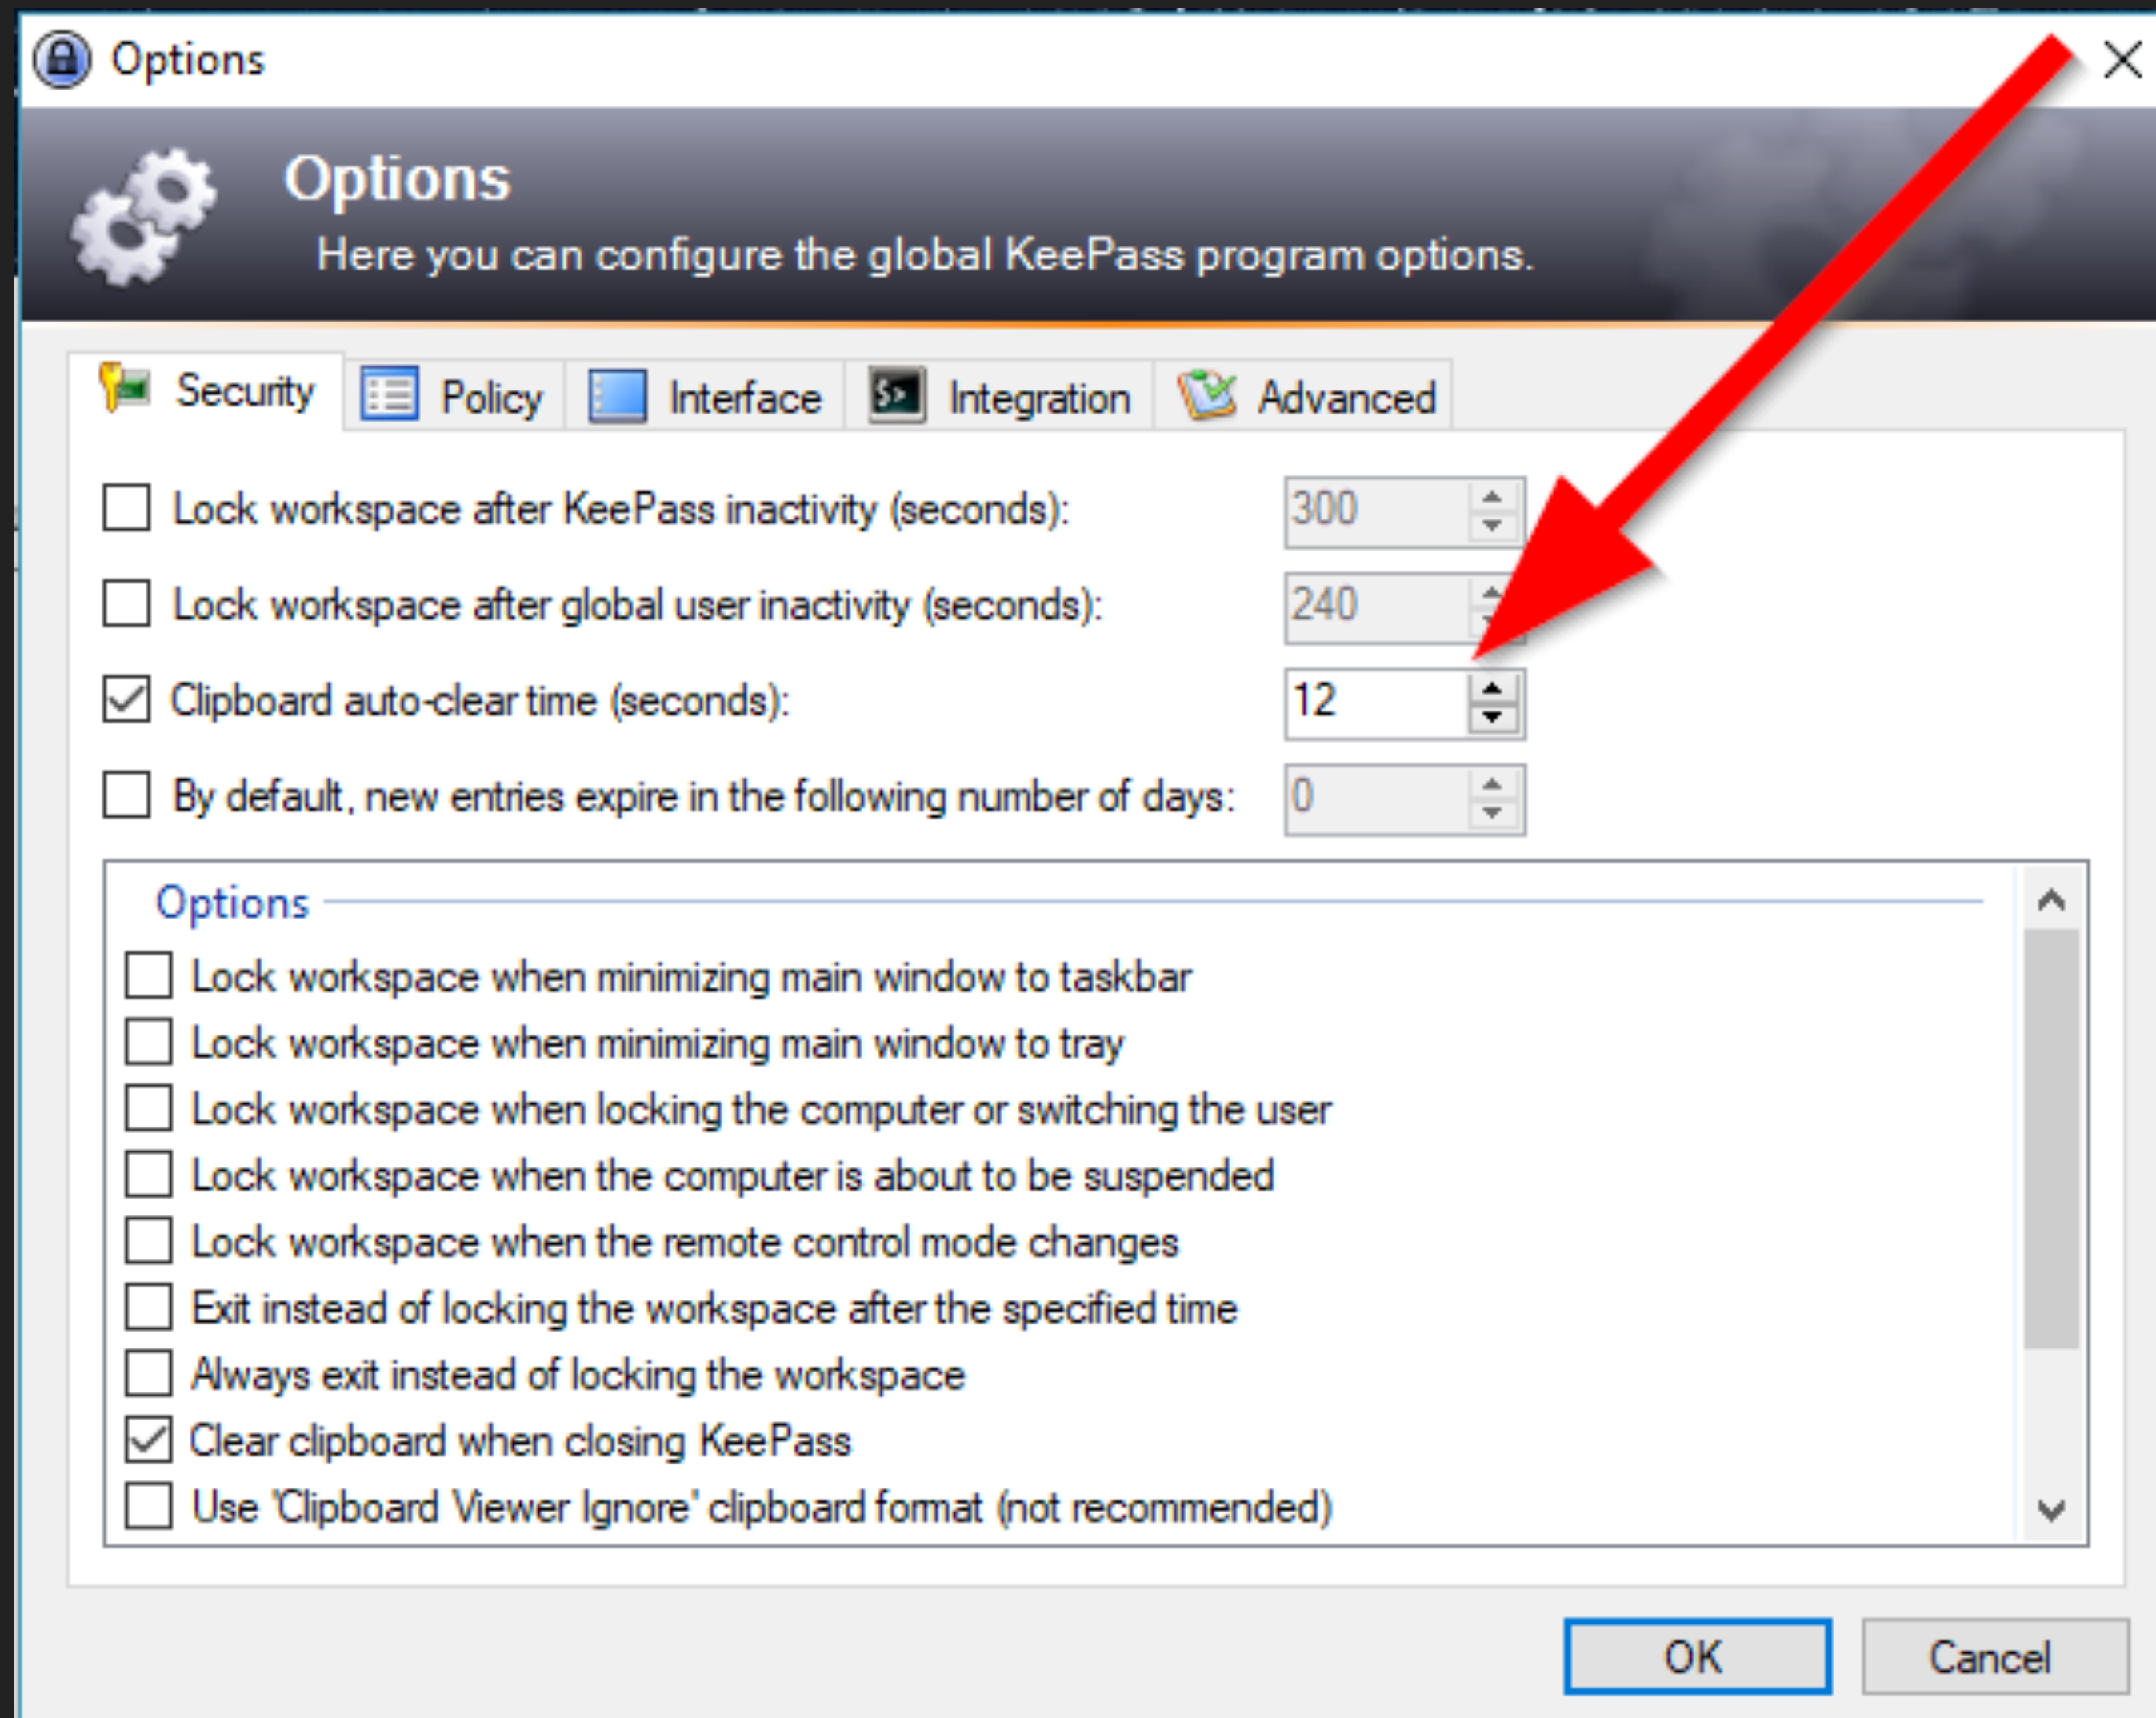 Options
Options
Here you can configure the global KeePass program options.
Security Policy Interface Integration Advanced
Lock workspace after KeePass inactivity (seconds): 300
Lock workspace after global user inactivity (seconds): 240
Clipboard auto-clear time (seconds): 12
By default, new entries expire in the following number of days: 0
Options
Lock workspace when minimizing main window to taskbar
Lock workspace when minimizing main window to tray
Lock workspace when locking the computer or switching the user
Lock workspace when the computer is about to be suspended
Lock workspace when the remote control mode changes
Exit instead of locking the workspace after the specified time
Always exit instead of locking the workspace
Clear clipboard when closing KeePass
Use 'Clipboard Viewer Ignore' clipboard format (not recommended)
OK Cancel